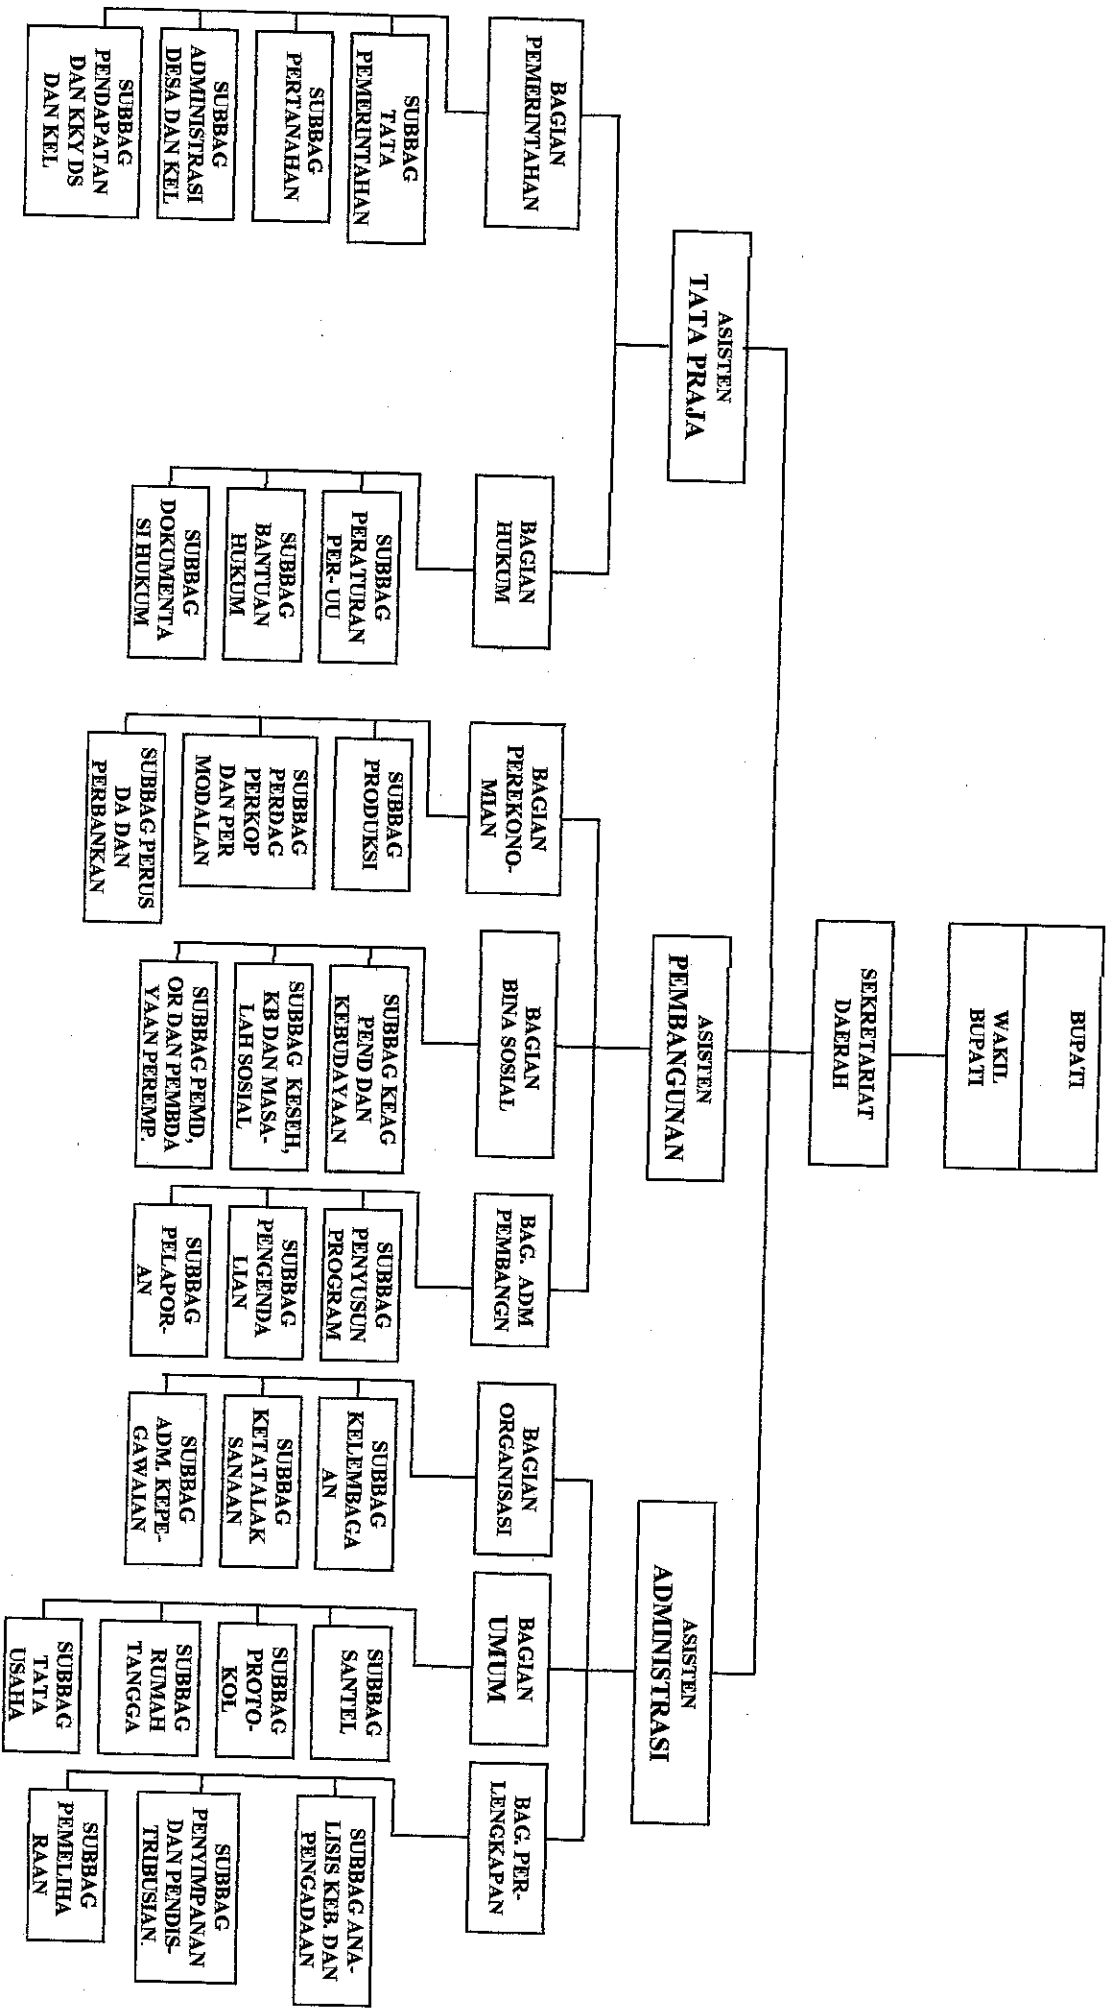 BUPATI
WAKIL
BUPATI
SEKRETARIAT
DAERAH
ASISTEN
TATA PRAJA
ASISTEN
PEMBANGUNAN
ASISTEN
ADMINISTRASI
BAGIAN
PEMERINTAHAN
BAGIAN
HUKUM
BAGIAN
PEREKONO-
MIAN
BAGIAN
BINA SOSIAL
BAG. ADM
PEMBANGN
BAGIAN
ORGANISASI
BAGIAN
UMUM
BAG. PER-
LENGKAPAN
SUBBAG
TATA
PEMERINTAHAN
SUBBAG
PERTANAHAN
SUBBAG
ADMINISTRASI
DESA DAN KEL
SUBBAG
PENDAPATAN
DAN KKY DS
DAN KEL
SUBBAG
PERATURAN
PER- UU
SUBBAG
BANTUAN
HUKUM
SUBBAG
DOKUMENTA
SI HUKUM
SUBBAG
PRODUKSI
SUBBAG
PERDAG
PERKOP
DAN PER
MODALAN
SUBBAG PERUS
DA DAN
PERBANKAN
SUBBAG KEAG
PEND DAN
KEBUDAYAAN
SUBBAG KESEH,
KB DAN MASA-
LAH SOSIAL
SUBBAG PEMD,
OR DAN PEMBDA
YAAN PEREMP.
SUBBAG
PENYUSUN
PROGRAM
SUBBAG
PENGENDA
LIAN
SUBBAG
PELAPOR-
AN
SUBBAG
KELEMBAGA
AN
SUBBAG
KETATALAK
SANAAN
SUBBAG
ADM. KEPE-
GAWAIAN
SUBBAG
SANTEL
SUBBAG
PROTO-
KOL
SUBBAG
RUMAH
TANGGA
SUBBAG
TATA
USAHA
SUBBAG ANA-
LISIS KEB. DAN
PENGADAAN
SUBBAG
PENYIMPANAN
DAN PENDIS-
TRIBUSIAN.
SUBBAG
PEMELIHA
RAAN